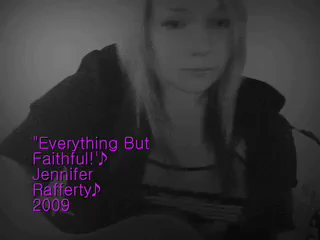 "Everything But
Faithful!'♪
Jennifer
Rafferty♪
2009